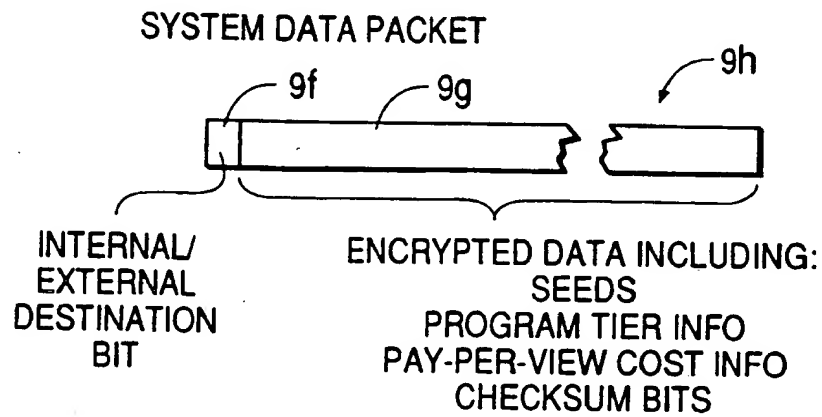 SYSTEM DATA PACKET
9f
9g
9h
INTERNAL/
EXTERNAL
DESTINATION
BIT
ENCRYPTED DATA INCLUDING:
SEEDS
PROGRAM TIER INFO
PAY-PER-VIEW COST INFO
CHECKSUM BITS